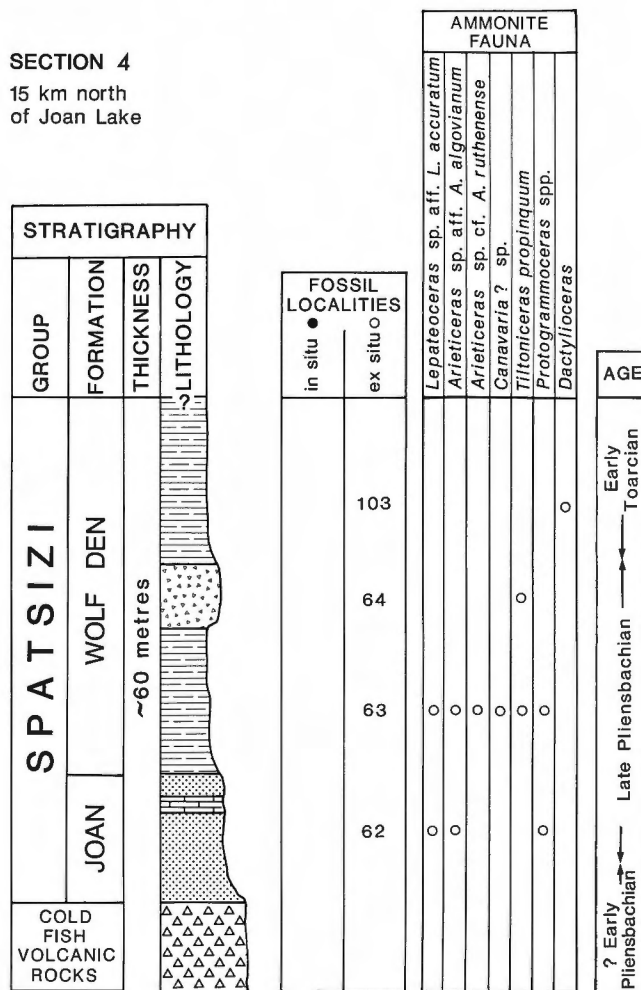 SECTION 4
15 km north
of Joan Lake
STRATIGRAPHY
GROUP
FORMATION
THICKNESS
LITHOLOGY
?
SPATSIZI
WOLF DEN
JOAN
~60 metres
COLD
FISH
VOLCANIC
ROCKS
FOSSIL
LOCALITIES
in situ ●
ex situ ○
103
64
63
62
AMMONITE
FAUNA
Lepateoceras sp. aff. L. accuratum
Arieticeras sp. aff. A. algovianum
Arieticeras sp. cf. A. ruthenense
Canavaria ? sp.
Tiltoniceras propinquum
Protogrammoceras spp.
Dactylioceras
AGE
Early
Toarcian
Late Pliensbachian
? Early
Pliensbachian